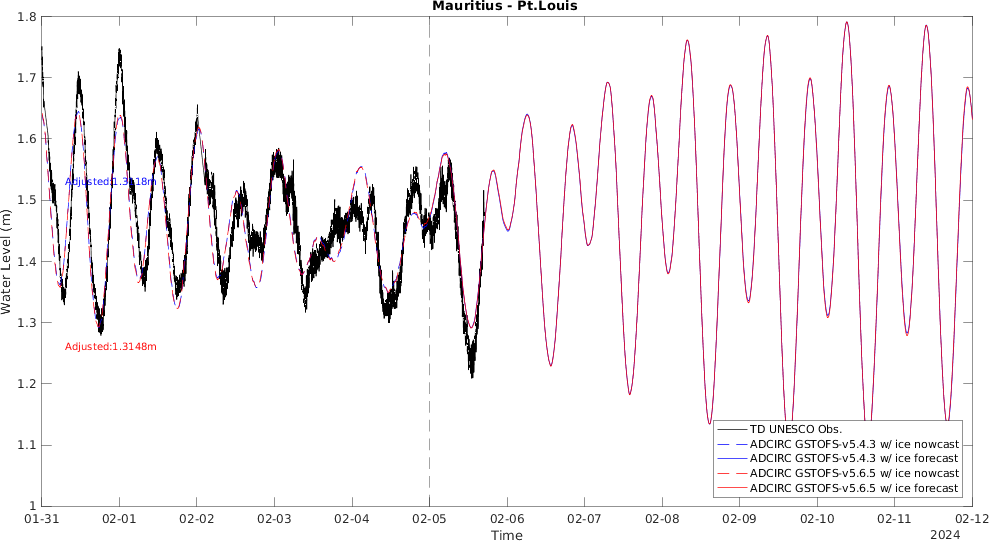 Mauritius - Pt.Louis
Water Level (m)
1.8
1.7
1.6
1.5
1.4
1.3
1.2
1.1
1
Adjusted:1.3118m
Adjusted:1.3148m
TD UNESCO Obs.
ADCIRC GSTOFS-v5.4.3 w/ ice nowcast
ADCIRC GSTOFS-v5.4.3 w/ ice forecast
ADCIRC GSTOFS-v5.6.5 w/ ice nowcast
ADCIRC GSTOFS-v5.6.5 w/ ice forecast
01-31 02-01 02-02 02-03 02-04 02-05 02-06 02-07 02-08 02-09 02-10 02-11 02-12
Time
2024